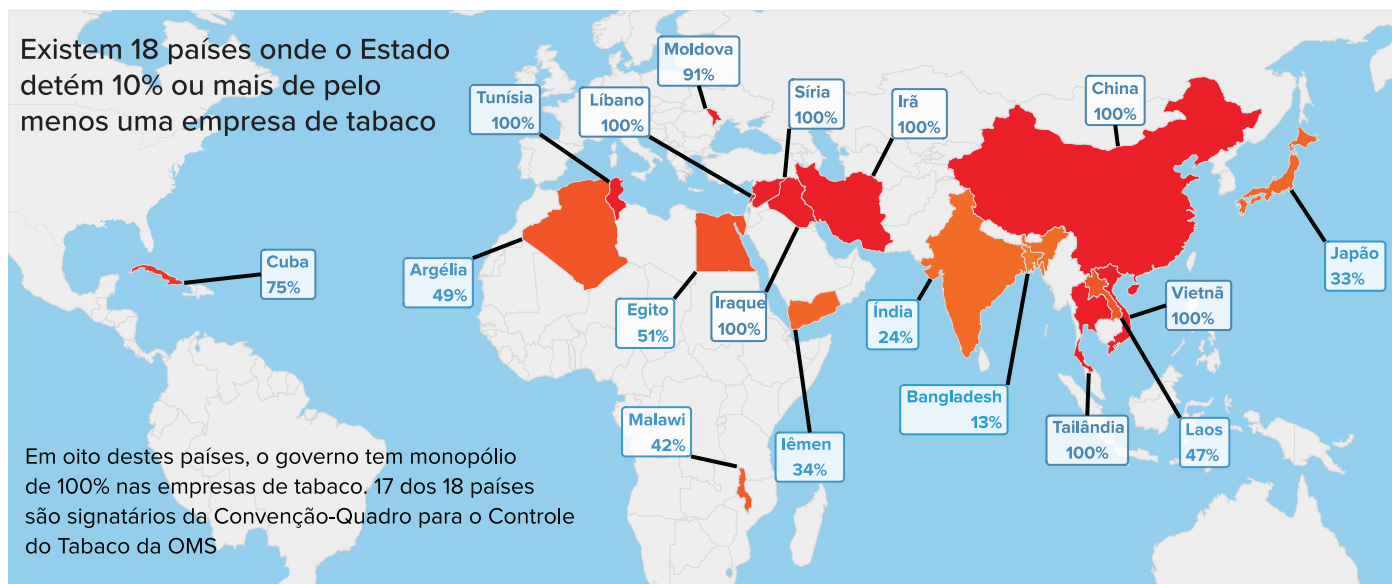 Existem 18 países onde o Estado
detém 10% ou mais de pelo
menos uma empresa de tabaco
Moldova
91%
Tunísia
100%
Líbano
100%
Síria
100%
Irã
100%
China
100%
Cuba
75%
Argélia
49%
Egito
51%
Iraque
100%
Índia
24%
Japão
33%
Vietnã
100%
Bangladesh
13%
Malawi
42%
Iêmen
34%
Tailândia
100%
Laos
47%
Em oito destes países, o governo tem monopólio
de 100% nas empresas de tabaco. 17 dos 18 países
são signatários da Convenção-Quadro para o Controle
do Tabaco da OMS